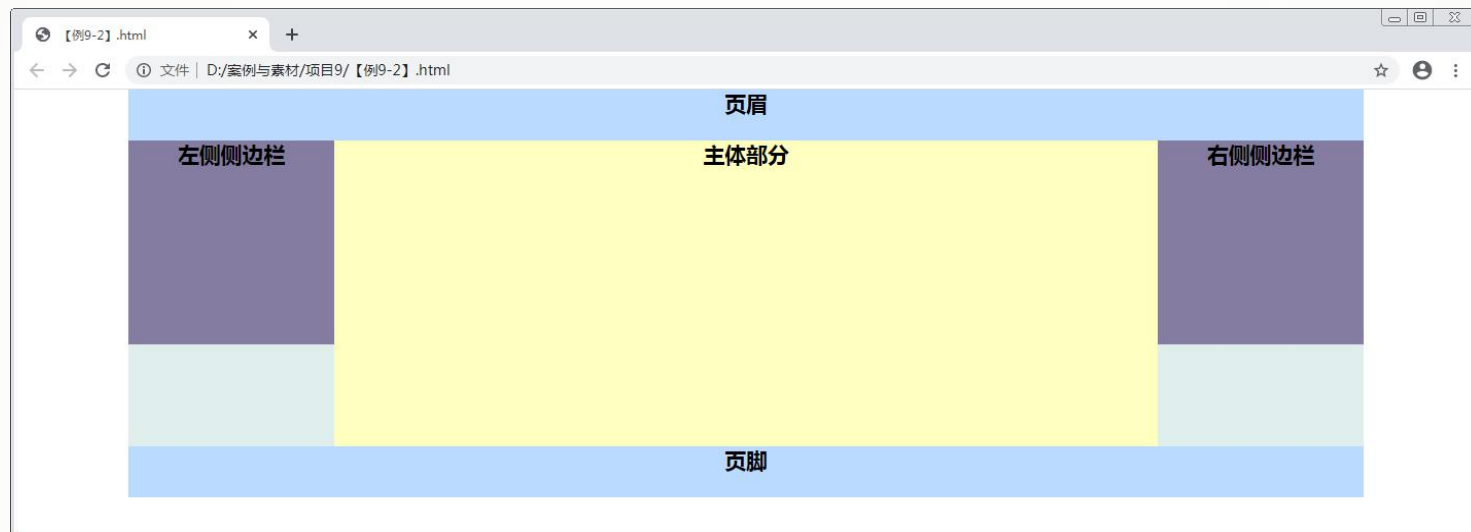 【例9-2】.html
文件 | D:/案例与素材/项目9/【例9-2】.html
页眉
左侧侧边栏
主体部分
右侧侧边栏
页脚